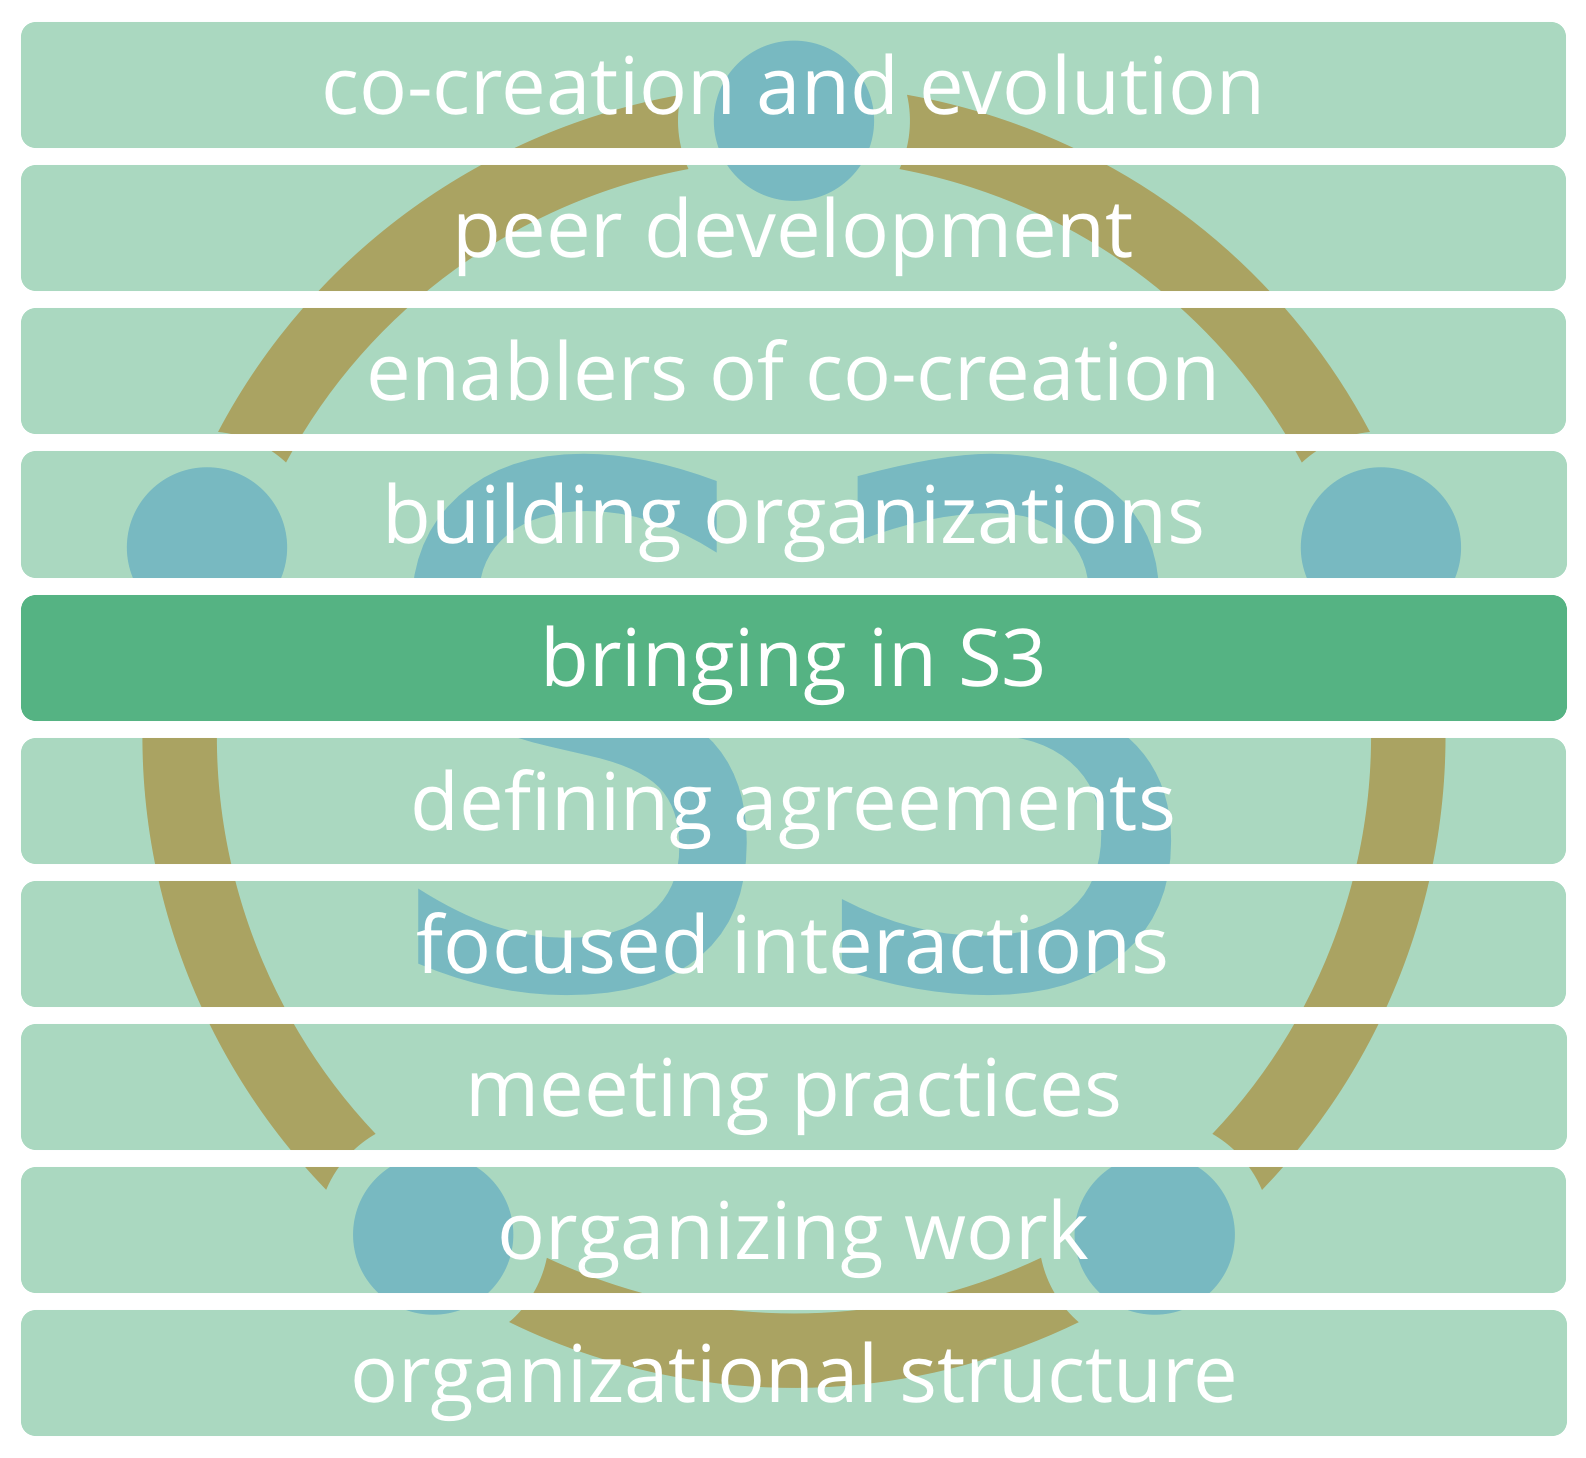 co-creation and evolution
peer development
enablers of co-creation
building organizations
bringing in S3
defining agreements
focused interactions
meeting practices
organizing work
organizational structure
S3